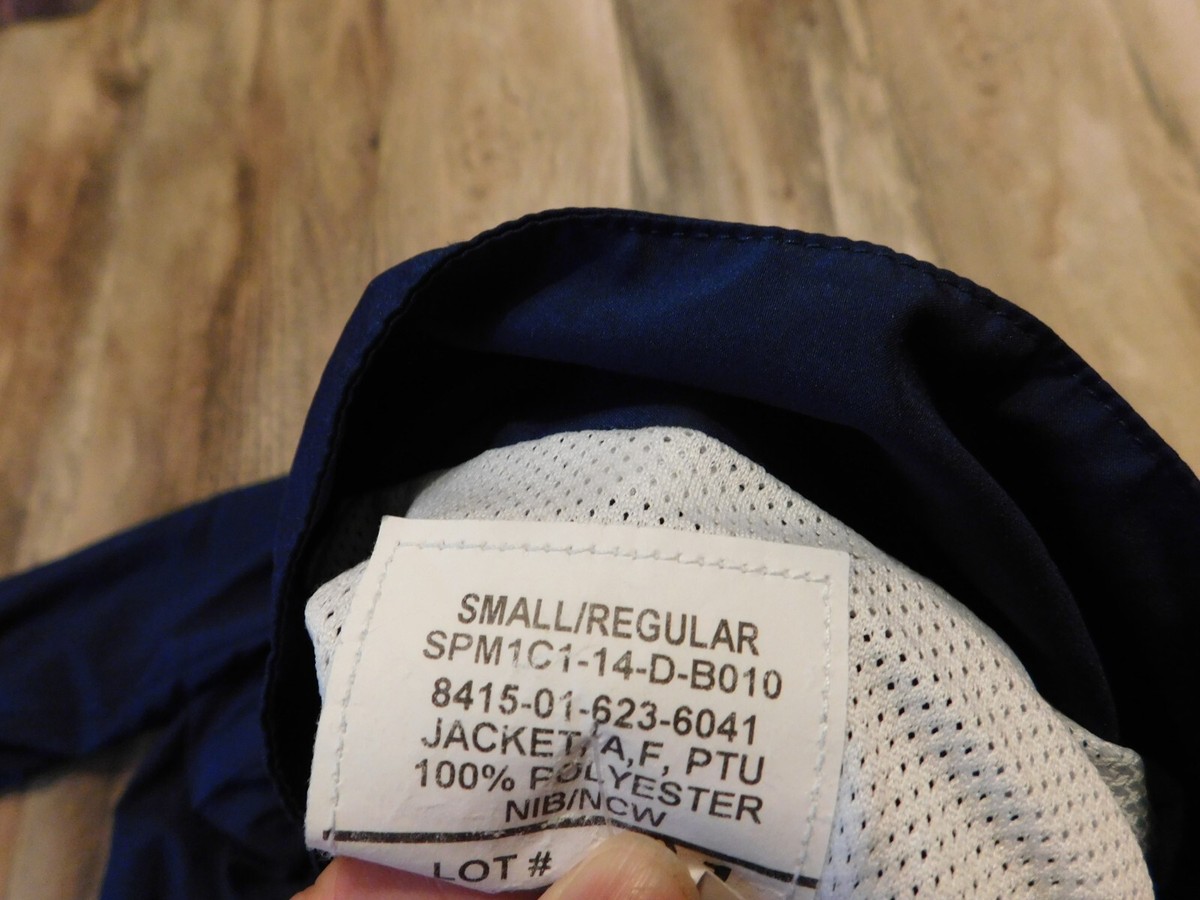 SMALL/REGULAR
SPM1C1-14-D-B010
8415-01-623-6041
JACKET, A,F, PTU
100% POLYESTER
NIB/NCW
LOT #